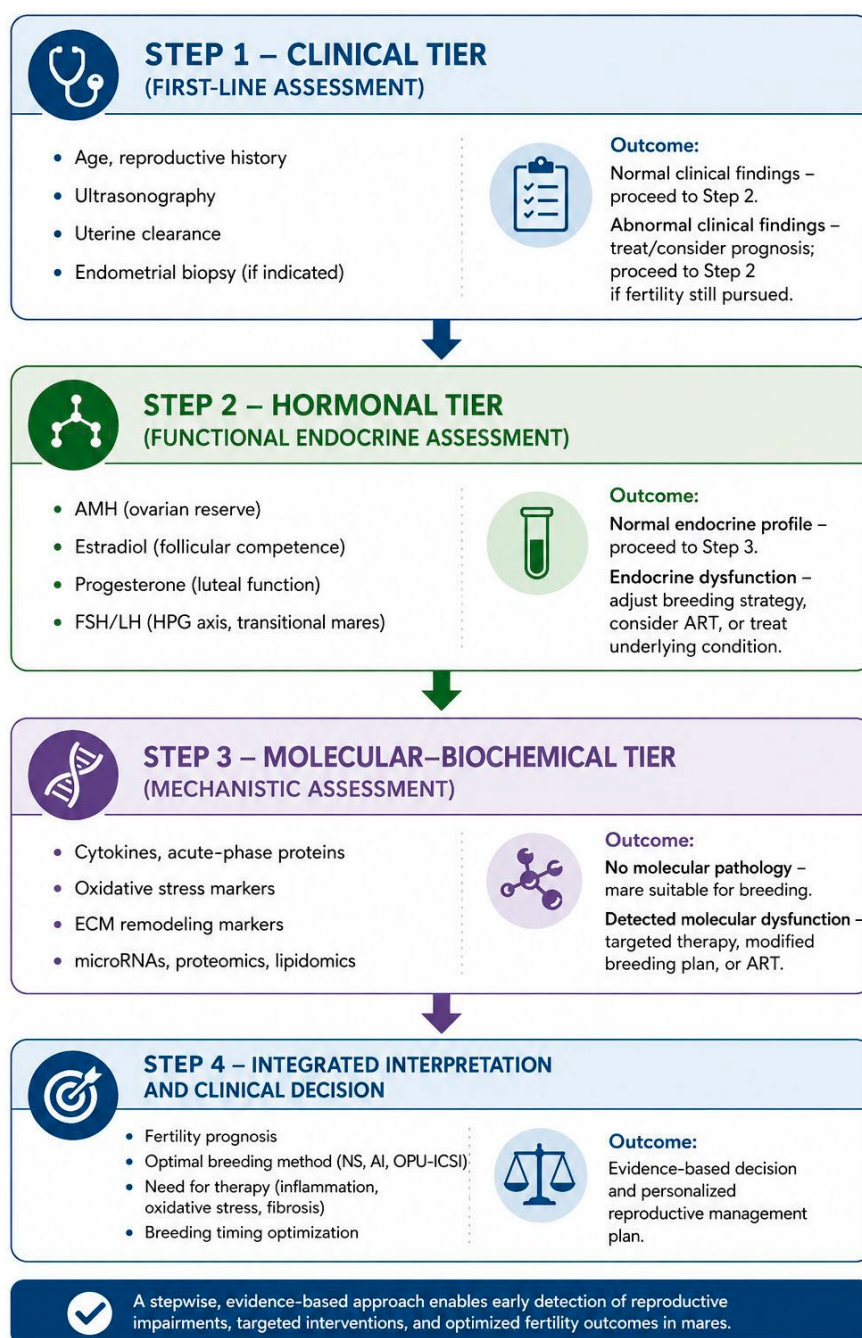 STEP 1 – CLINICAL TIER
(FIRST-LINE ASSESSMENT)
• Age, reproductive history
• Ultrasonography
• Uterine clearance
• Endometrial biopsy (if indicated)
Outcome:
Normal clinical findings –
proceed to Step 2.
Abnormal clinical findings –
treat/consider prognosis;
proceed to Step 2
if fertility still pursued.
STEP 2 – HORMONAL TIER
(FUNCTIONAL ENDOCRINE ASSESSMENT)
• AMH (ovarian reserve)
• Estradiol (follicular competence)
• Progesterone (luteal function)
• FSH/LH (HPG axis, transitional mares)
Outcome:
Normal endocrine profile –
proceed to Step 3.
Endocrine dysfunction –
adjust breeding strategy,
consider ART, or treat
underlying condition.
STEP 3 – MOLECULAR–BIOCHEMICAL TIER
(MECHANISTIC ASSESSMENT)
• Cytokines, acute-phase proteins
• Oxidative stress markers
• ECM remodeling markers
• microRNAs, proteomics, lipidomics
Outcome:
No molecular pathology –
mare suitable for breeding.
Detected molecular dysfunction –
targeted therapy, modified
breeding plan, or ART.
STEP 4 – INTEGRATED INTERPRETATION
AND CLINICAL DECISION
• Fertility prognosis
• Optimal breeding method (NS, AI, OPU-ICSI)
• Need for therapy (inflammation,
oxidative stress, fibrosis)
• Breeding timing optimization
Outcome:
Evidence-based decision
and personalized
reproductive management
plan.
A stepwise, evidence-based approach enables early detection of reproductive
impairments, targeted interventions, and optimized fertility outcomes in mares.